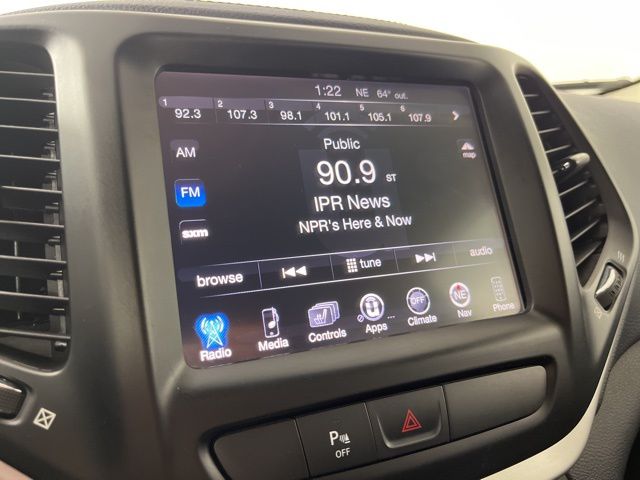 1:22 NE 64° out.
1 2 3 4 5 6
92.3 107.3 98.1 101.1 105.1 107.9
Public
AM map
90.9 ST
FM
IPR News
NPR's Here & Now
sxm
browse tune audio
Radio Media Controls Apps ... OFF Climate NE Nav Phone
P
OFF